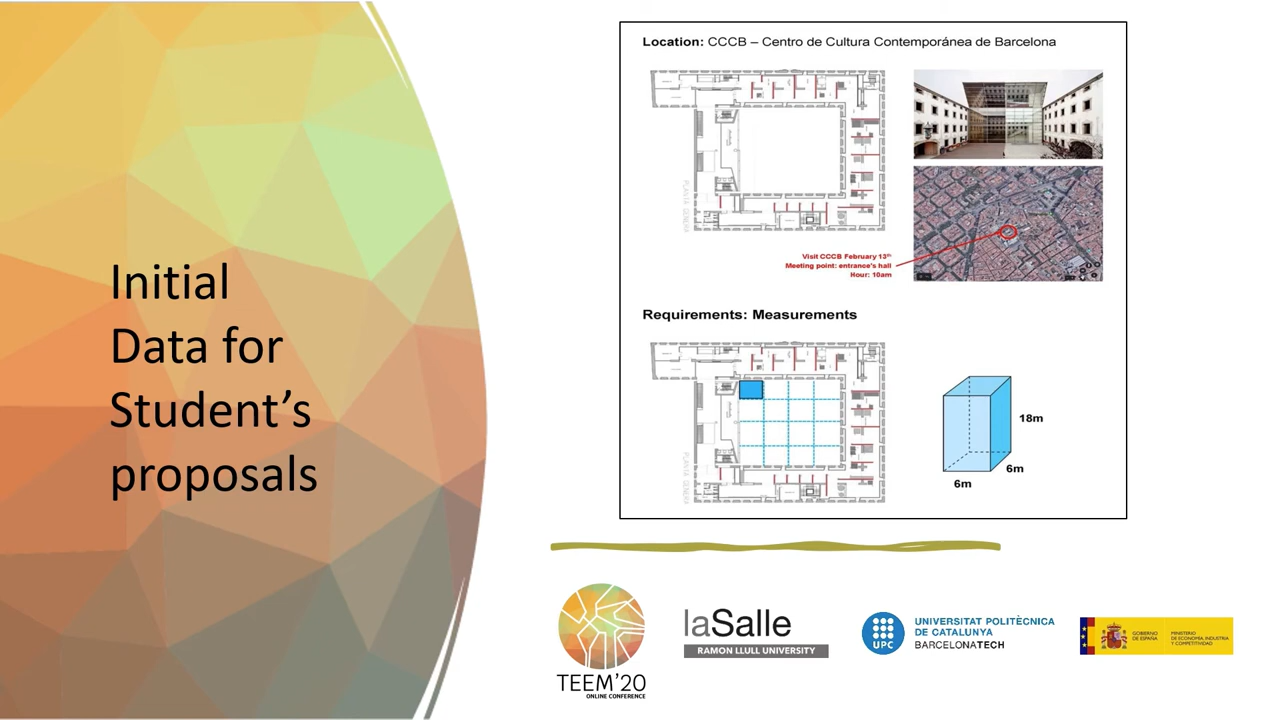 Initial
Data for
Student’s
proposals
Location: CCCB – Centro de Cultura Contemporánea de Barcelona
Visit CCCB February 13th
Meeting point: entrance's hall
Hour: 10am
Requirements: Measurements
18m
6m
6m
TEEM'20
ONLINE CONFERENCE
laSalle
RAMON LLULL UNIVERSITY
UPC
UNIVERSITAT POLITÈCNICA
DE CATALUNYA
BARCELONATECH
GOBIERNO
DE ESPAÑA
MINISTERIO
DE ECONOMÍA, INDUSTRIA
Y COMPETITIVIDAD